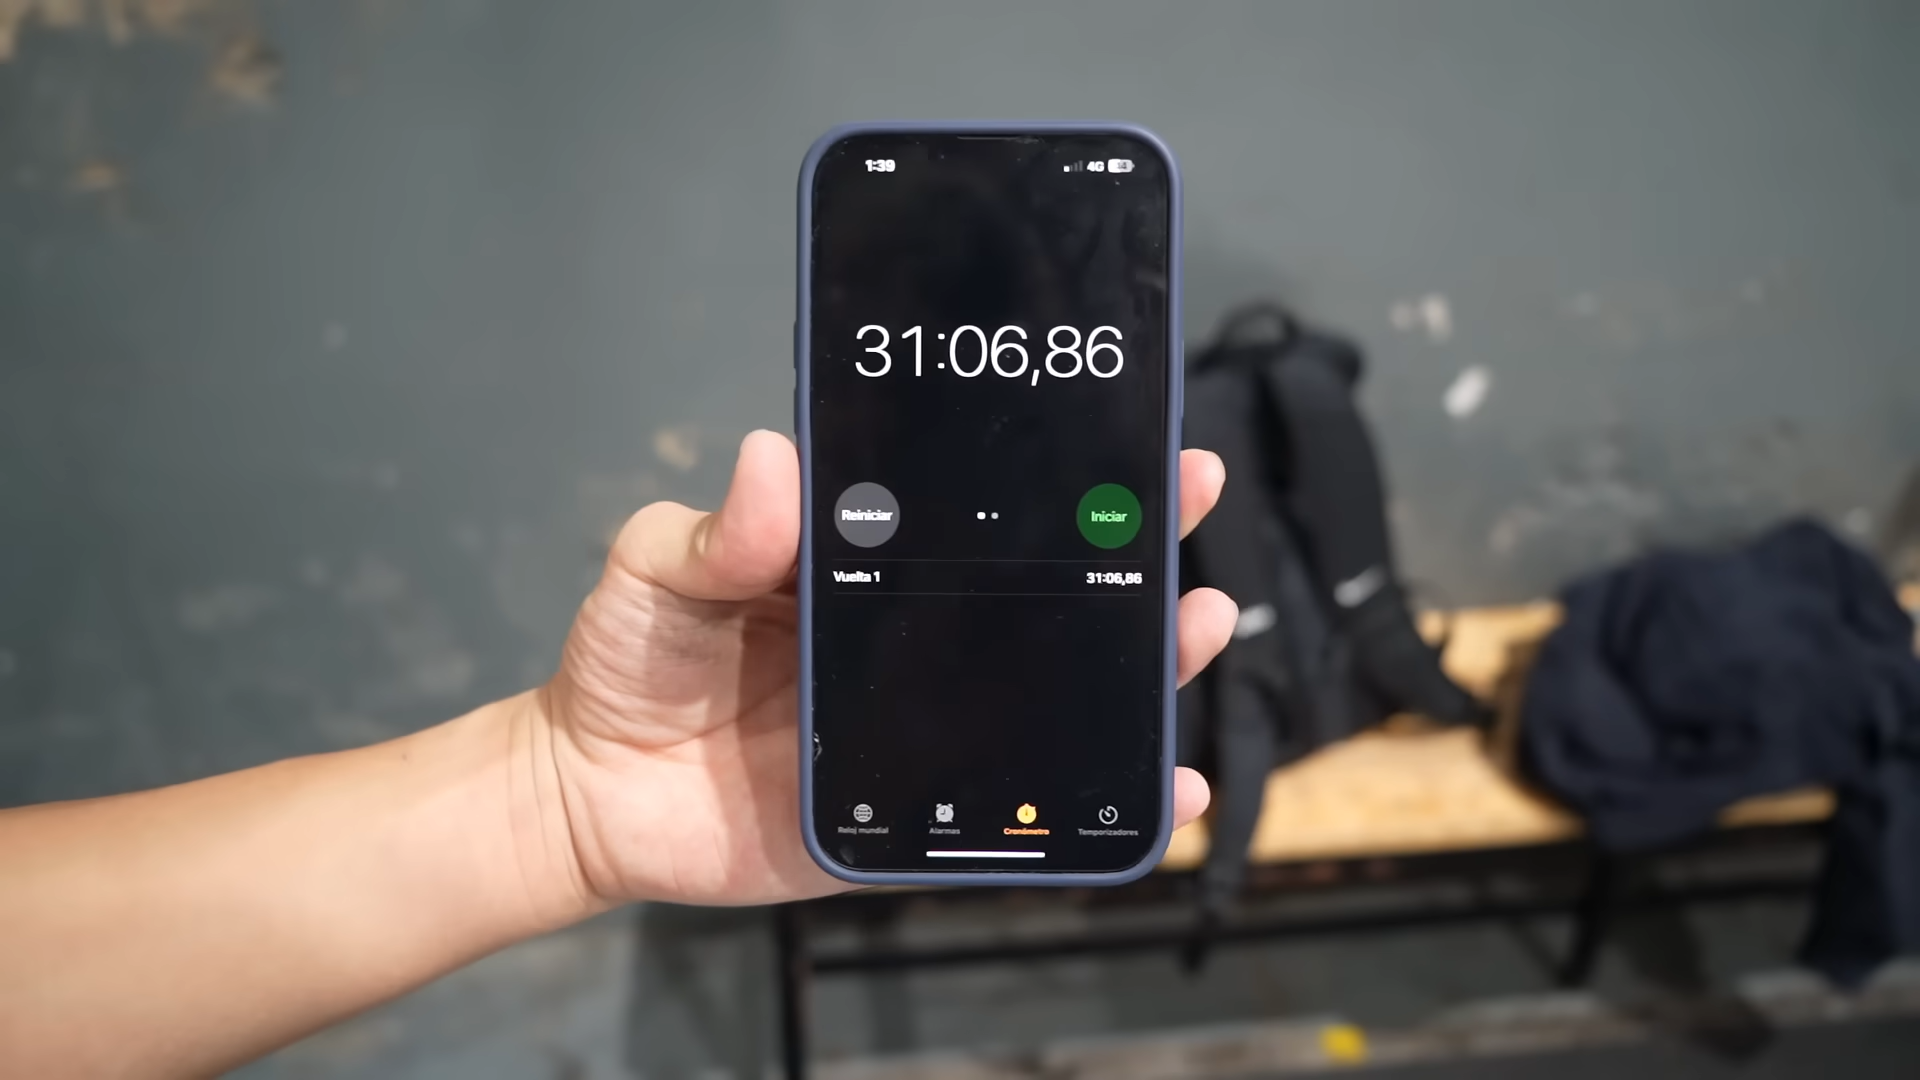 1:39 4G
31:06,86
Reiniciar Iniciar
Vuelta 1 31:06,86
Reloj mundial Alarmas Cronómetro Temporizadores